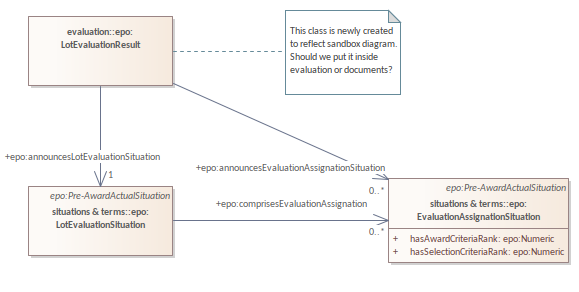 evaluation::epo:
LotEvaluationResult
This class is newly created
to reflect sandbox diagram.
Should we put it inside
evaluation or documents?
+epo:announcesLotEvaluationSituation
1
+epo:announcesEvaluationAssignationSituation
0..*
epo:Pre-AwardActualSituation
situations & terms::epo:
LotEvaluationSituation
+epo:comprisesEvaluationAssignation
0..*
epo:Pre-AwardActualSituation
situations & terms::epo:
EvaluationAssignationSituation
+ hasAwardCriteriaRank: epo:Numeric
+ hasSelectionCriteriaRank: epo:Numeric